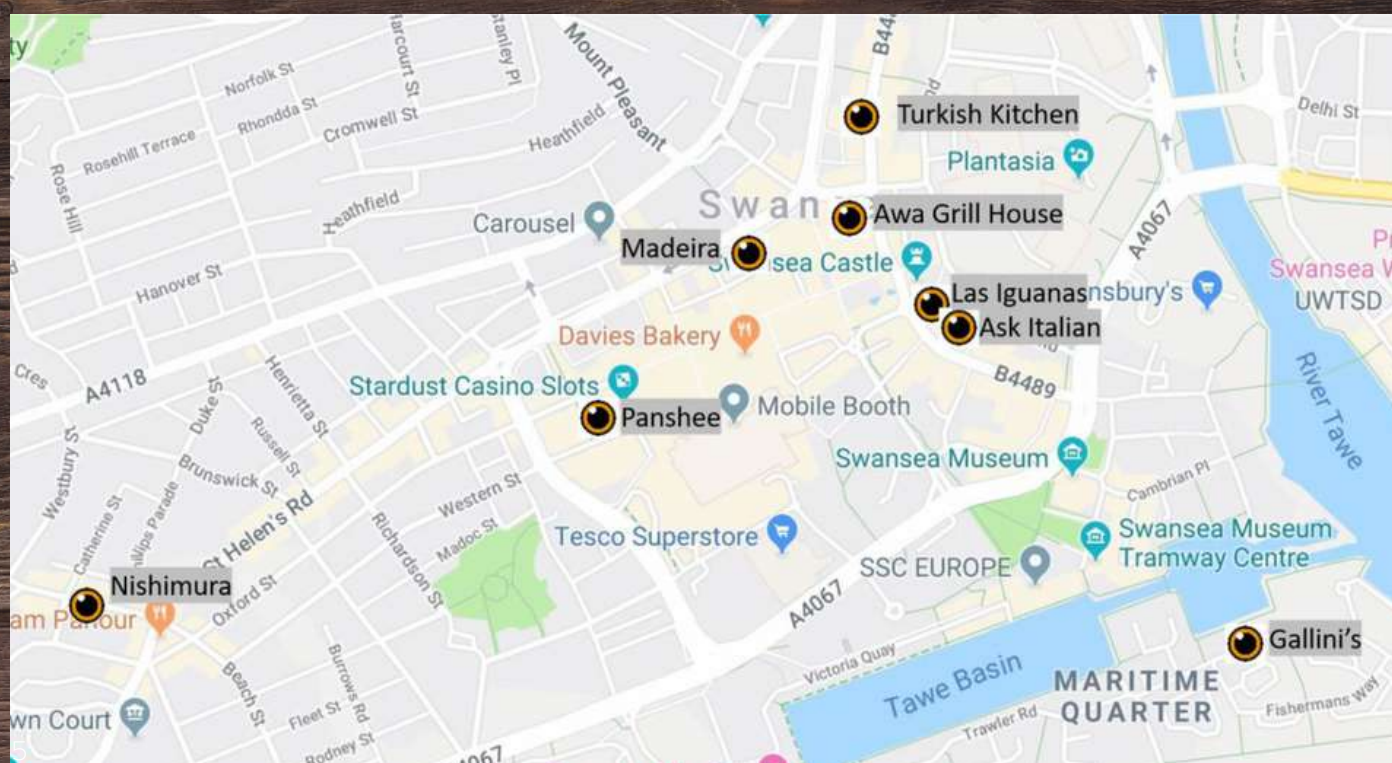 Mount Pleasant
Norfolk St
Rhondda St
Cromwell St
Rosehill Terrace
Rose Hill
Heathfield
Heathfield
Hanover St
Carousel
Turkish Kitchen
Plantasia
Delhi St
Awa Grill House
Madeira
Las Iguanas
Ask Italian
Davies Bakery
A4067
UWTSD
River Tawe
B4489
A4118
Cres
Henrietta St
Duke St
Russell St
Stardust Casino Slots
Panshee
Mobile Booth
Swansea Museum
Cambrian Pl
Westbury St
Catherine St
Brunswick St
St Helen's Rd
Western St
Madoc St
Richardson St
Tesco Superstore
SSC EUROPE
Swansea Museum
Tramway Centre
Nishimura
Oxford St
A4067
Victoria Quay
Tawe Basin
MARITIME
QUARTER
Gallini's
Fishermans Way
Trawler Rd
Beach St
Burrows Rd
Fleet St
Rodney St